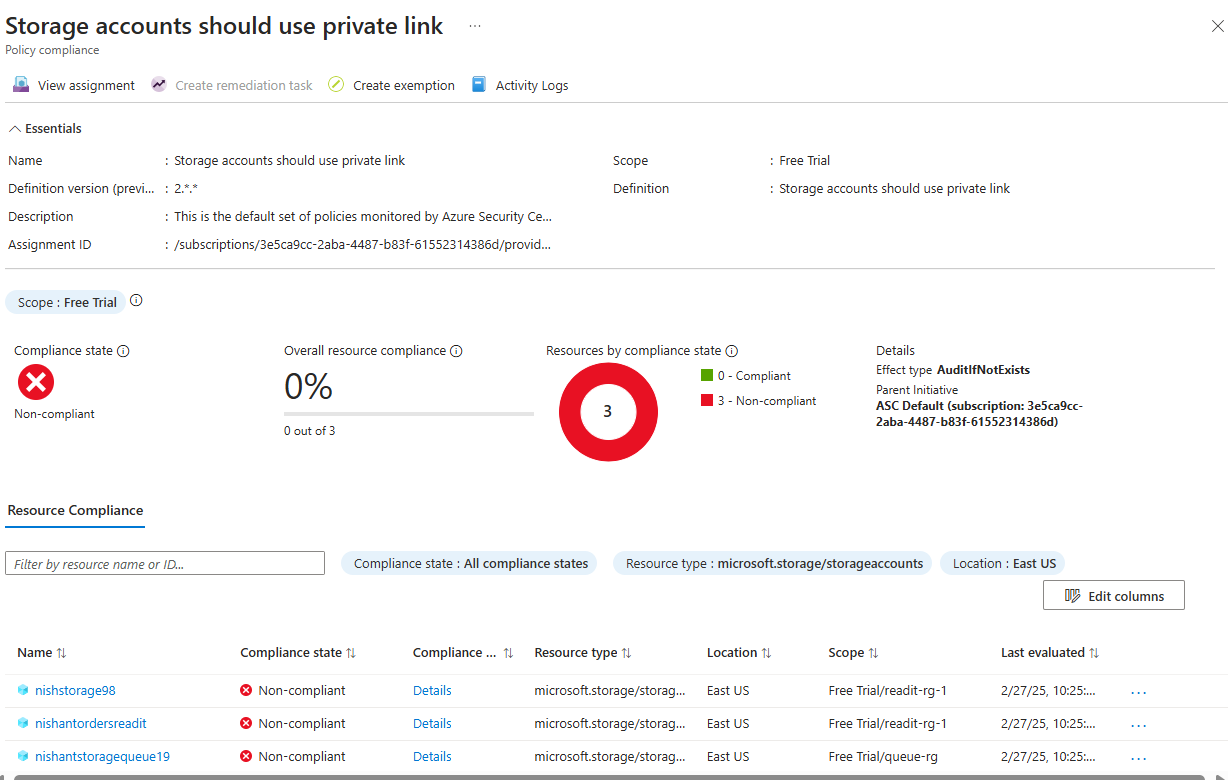 Storage accounts should use private link ...
Policy compliance
View assignment Create remediation task Create exemption Activity Logs
Essentials
Name : Storage accounts should use private link Scope : Free Trial
Definition version (previ... : 2.*.* Definition : Storage accounts should use private link
Description : This is the default set of policies monitored by Azure Security Ce...
Assignment ID : /subscriptions/3e5ca9cc-2aba-4487-b83f-61552314386d/provid...
Scope : Free Trial
Compliance state Overall resource compliance Resources by compliance state Details
Effect type AuditIfNotExists
0% 0 - Compliant Parent Initiative
3 - Non-compliant ASC Default (subscription: 3e5ca9cc-
3 2aba-4487-b83f-61552314386d)
Non-compliant
0 out of 3
Resource Compliance
Filter by resource name or ID... Compliance state : All compliance states Resource type : microsoft.storage/storageaccounts Location : East US
Edit columns
Name Compliance state Compliance ... Resource type Location Scope Last evaluated
nishstorage98 Non-compliant Details microsoft.storage/storag... East US Free Trial/readit-rg-1 2/27/25, 10:25:... ...
nishantordersreadit Non-compliant Details microsoft.storage/storag... East US Free Trial/readit-rg-1 2/27/25, 10:25:... ...
nishantstoragequeue19 Non-compliant Details microsoft.storage/storag... East US Free Trial/queue-rg 2/27/25, 10:25:... ...